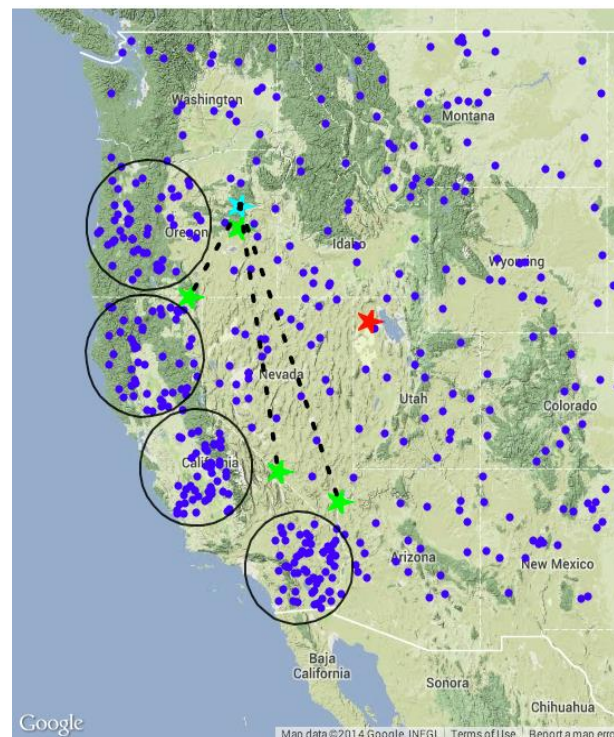 Washington
Montana
Oregon
Idaho
Wyoming
Nevada
Utah
Colorado
California
Arizona
New Mexico
Baja
California
Sonora
Chihuahua
Google
Map data ©2014 Google, INEGI Terms of Use Report a map erro